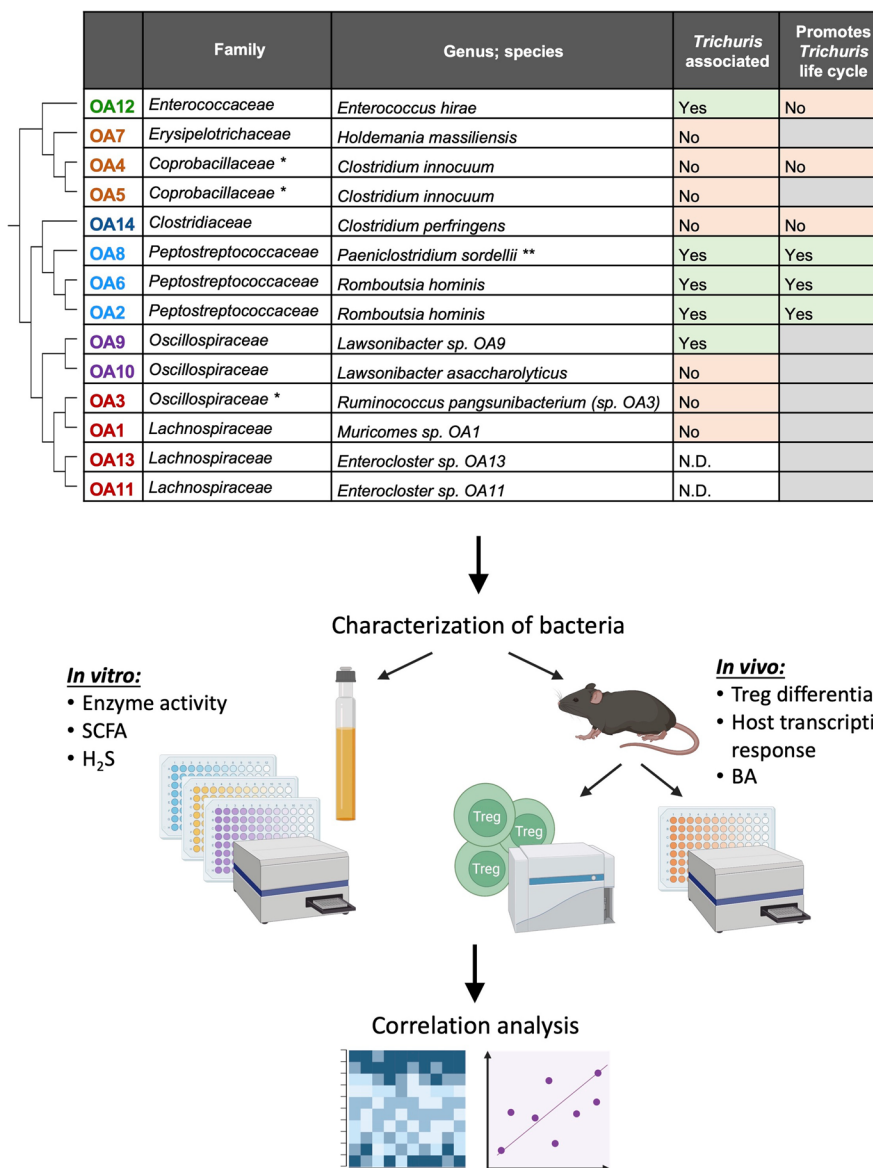 Family Genus; species Trichuris associated Promotes Trichuris life cycle
OA12 Enterococcaceae Enterococcus hirae Yes No
OA7 Erysipelotrichaceae Holdemania massiliensis No
OA4 Coprobacillaceae * Clostridium innocuum No No
OA5 Coprobacillaceae * Clostridium innocuum No
OA14 Clostridiaceae Clostridium perfringens No No
OA8 Peptostreptococcaceae Paeniclostridium sordellii ** Yes Yes
OA6 Peptostreptococcaceae Romboutsia hominis Yes Yes
OA2 Peptostreptococcaceae Romboutsia hominis Yes Yes
OA9 Oscillospiraceae Lawsonibacter sp. OA9 Yes
OA10 Oscillospiraceae Lawsonibacter asaccharolyticus No
OA3 Oscillospiraceae * Ruminococcus pangsunibacterium (sp. OA3) No
OA1 Lachnospiraceae Muricomes sp. OA1 No
OA13 Lachnospiraceae Enterocloster sp. OA13 N.D.
OA11 Lachnospiraceae Enterocloster sp. OA11 N.D.
Characterization of bacteria
In vitro:
• Enzyme activity
• SCFA
• H₂S
In vivo:
• Treg differentia
• Host transcripti
response
• BA
Treg
Treg
Treg
Correlation analysis